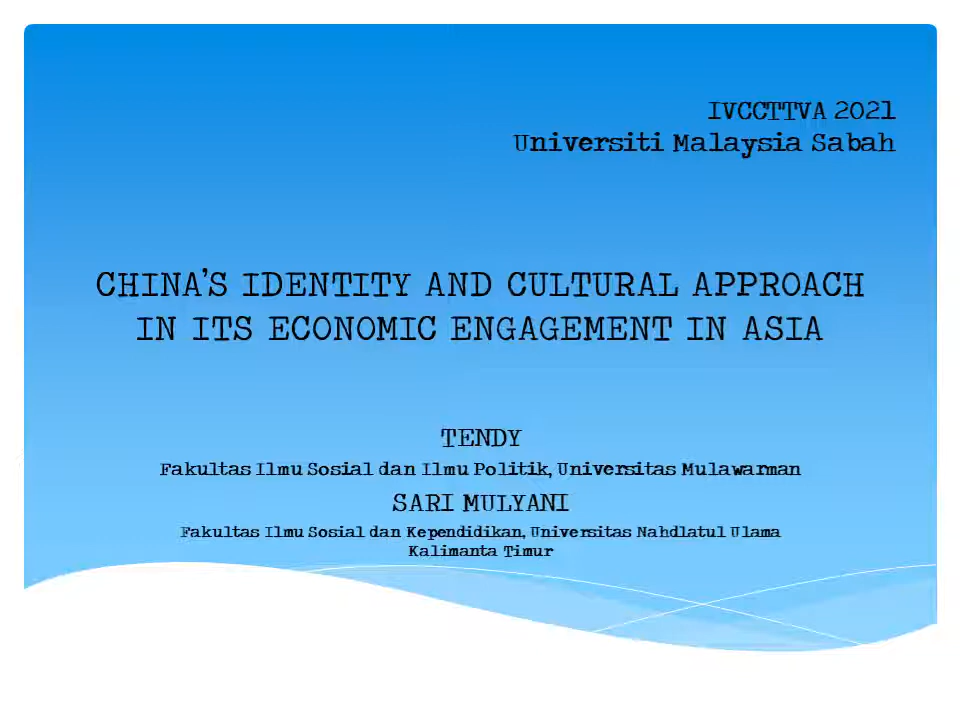 IVCCTTVA 2021
Universiti Malaysia Sabah
CHINA'S IDENTITY AND CULTURAL APPROACH
IN ITS ECONOMIC ENGAGEMENT IN ASIA
TENDY
Fakultas Ilmu Sosial dan Ilmu Politik, Universitas Mulawarman
SARI MULYANI
Fakultas Ilmu Sosial dan Kependidikan, Universitas Nahdlatul Ulama
Kalimanta Timur